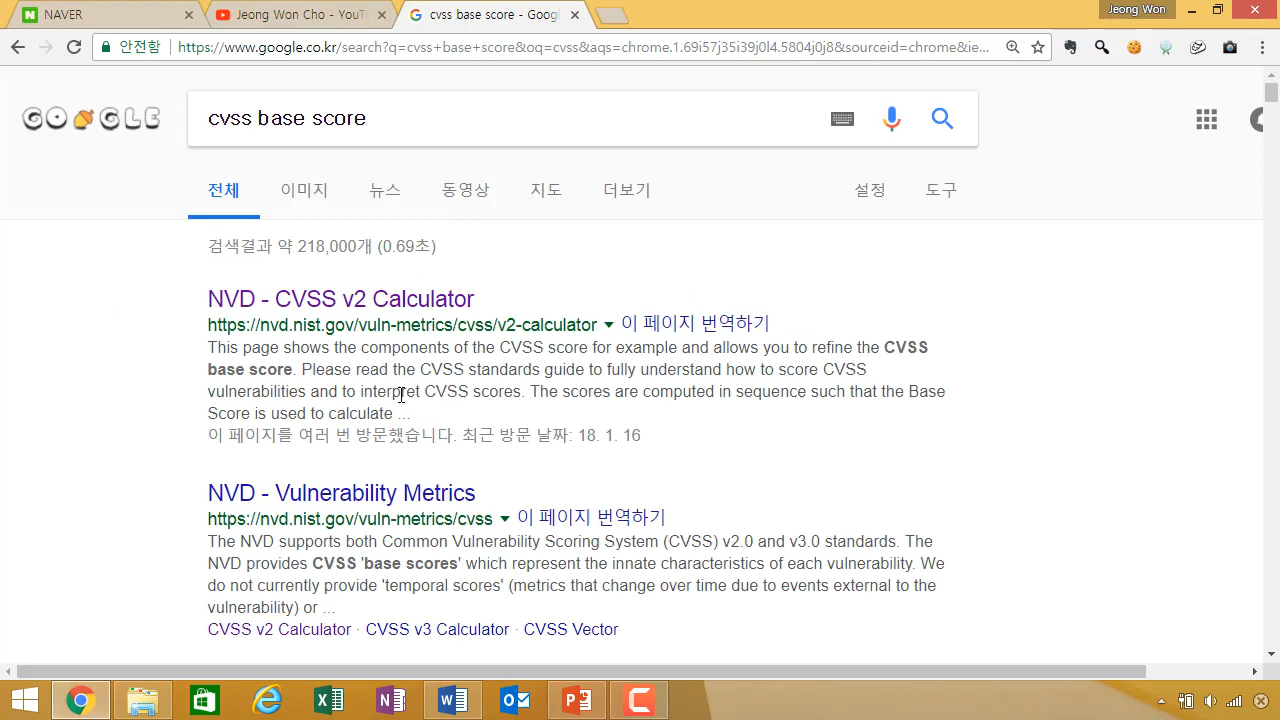 NAVER
Jeong Won Cho - YouTu
cvss base score - Googl
Jeong Won
안전함
https://www.google.co.kr/search?q=cvss+base+score&oq=cvss&aqs=chrome.1.69i57j35i39j0l4.5804j0j8&sourceid=chrome&ie...
GOOGLE
cvss base score
전체 이미지 뉴스 동영상 지도 더보기 설정 도구
검색결과 약 218,000개 (0.69초)
NVD - CVSS v2 Calculator
https://nvd.nist.gov/vuln-metrics/cvss/v2-calculator 이 페이지 번역하기
This page shows the components of the CVSS score for example and allows you to refine the CVSS
base score. Please read the CVSS standards guide to fully understand how to score CVSS
vulnerabilities and to interpret CVSS scores. The scores are computed in sequence such that the Base
Score is used to calculate ...
이 페이지를 여러 번 방문했습니다. 최근 방문 날짜: 18. 1. 16
NVD - Vulnerability Metrics
https://nvd.nist.gov/vuln-metrics/cvss 이 페이지 번역하기
The NVD supports both Common Vulnerability Scoring System (CVSS) v2.0 and v3.0 standards. The
NVD provides CVSS 'base scores' which represent the innate characteristics of each vulnerability. We
do not currently provide 'temporal scores' (metrics that change over time due to events external to the
vulnerability) or ...
CVSS v2 Calculator · CVSS v3 Calculator · CVSS Vector